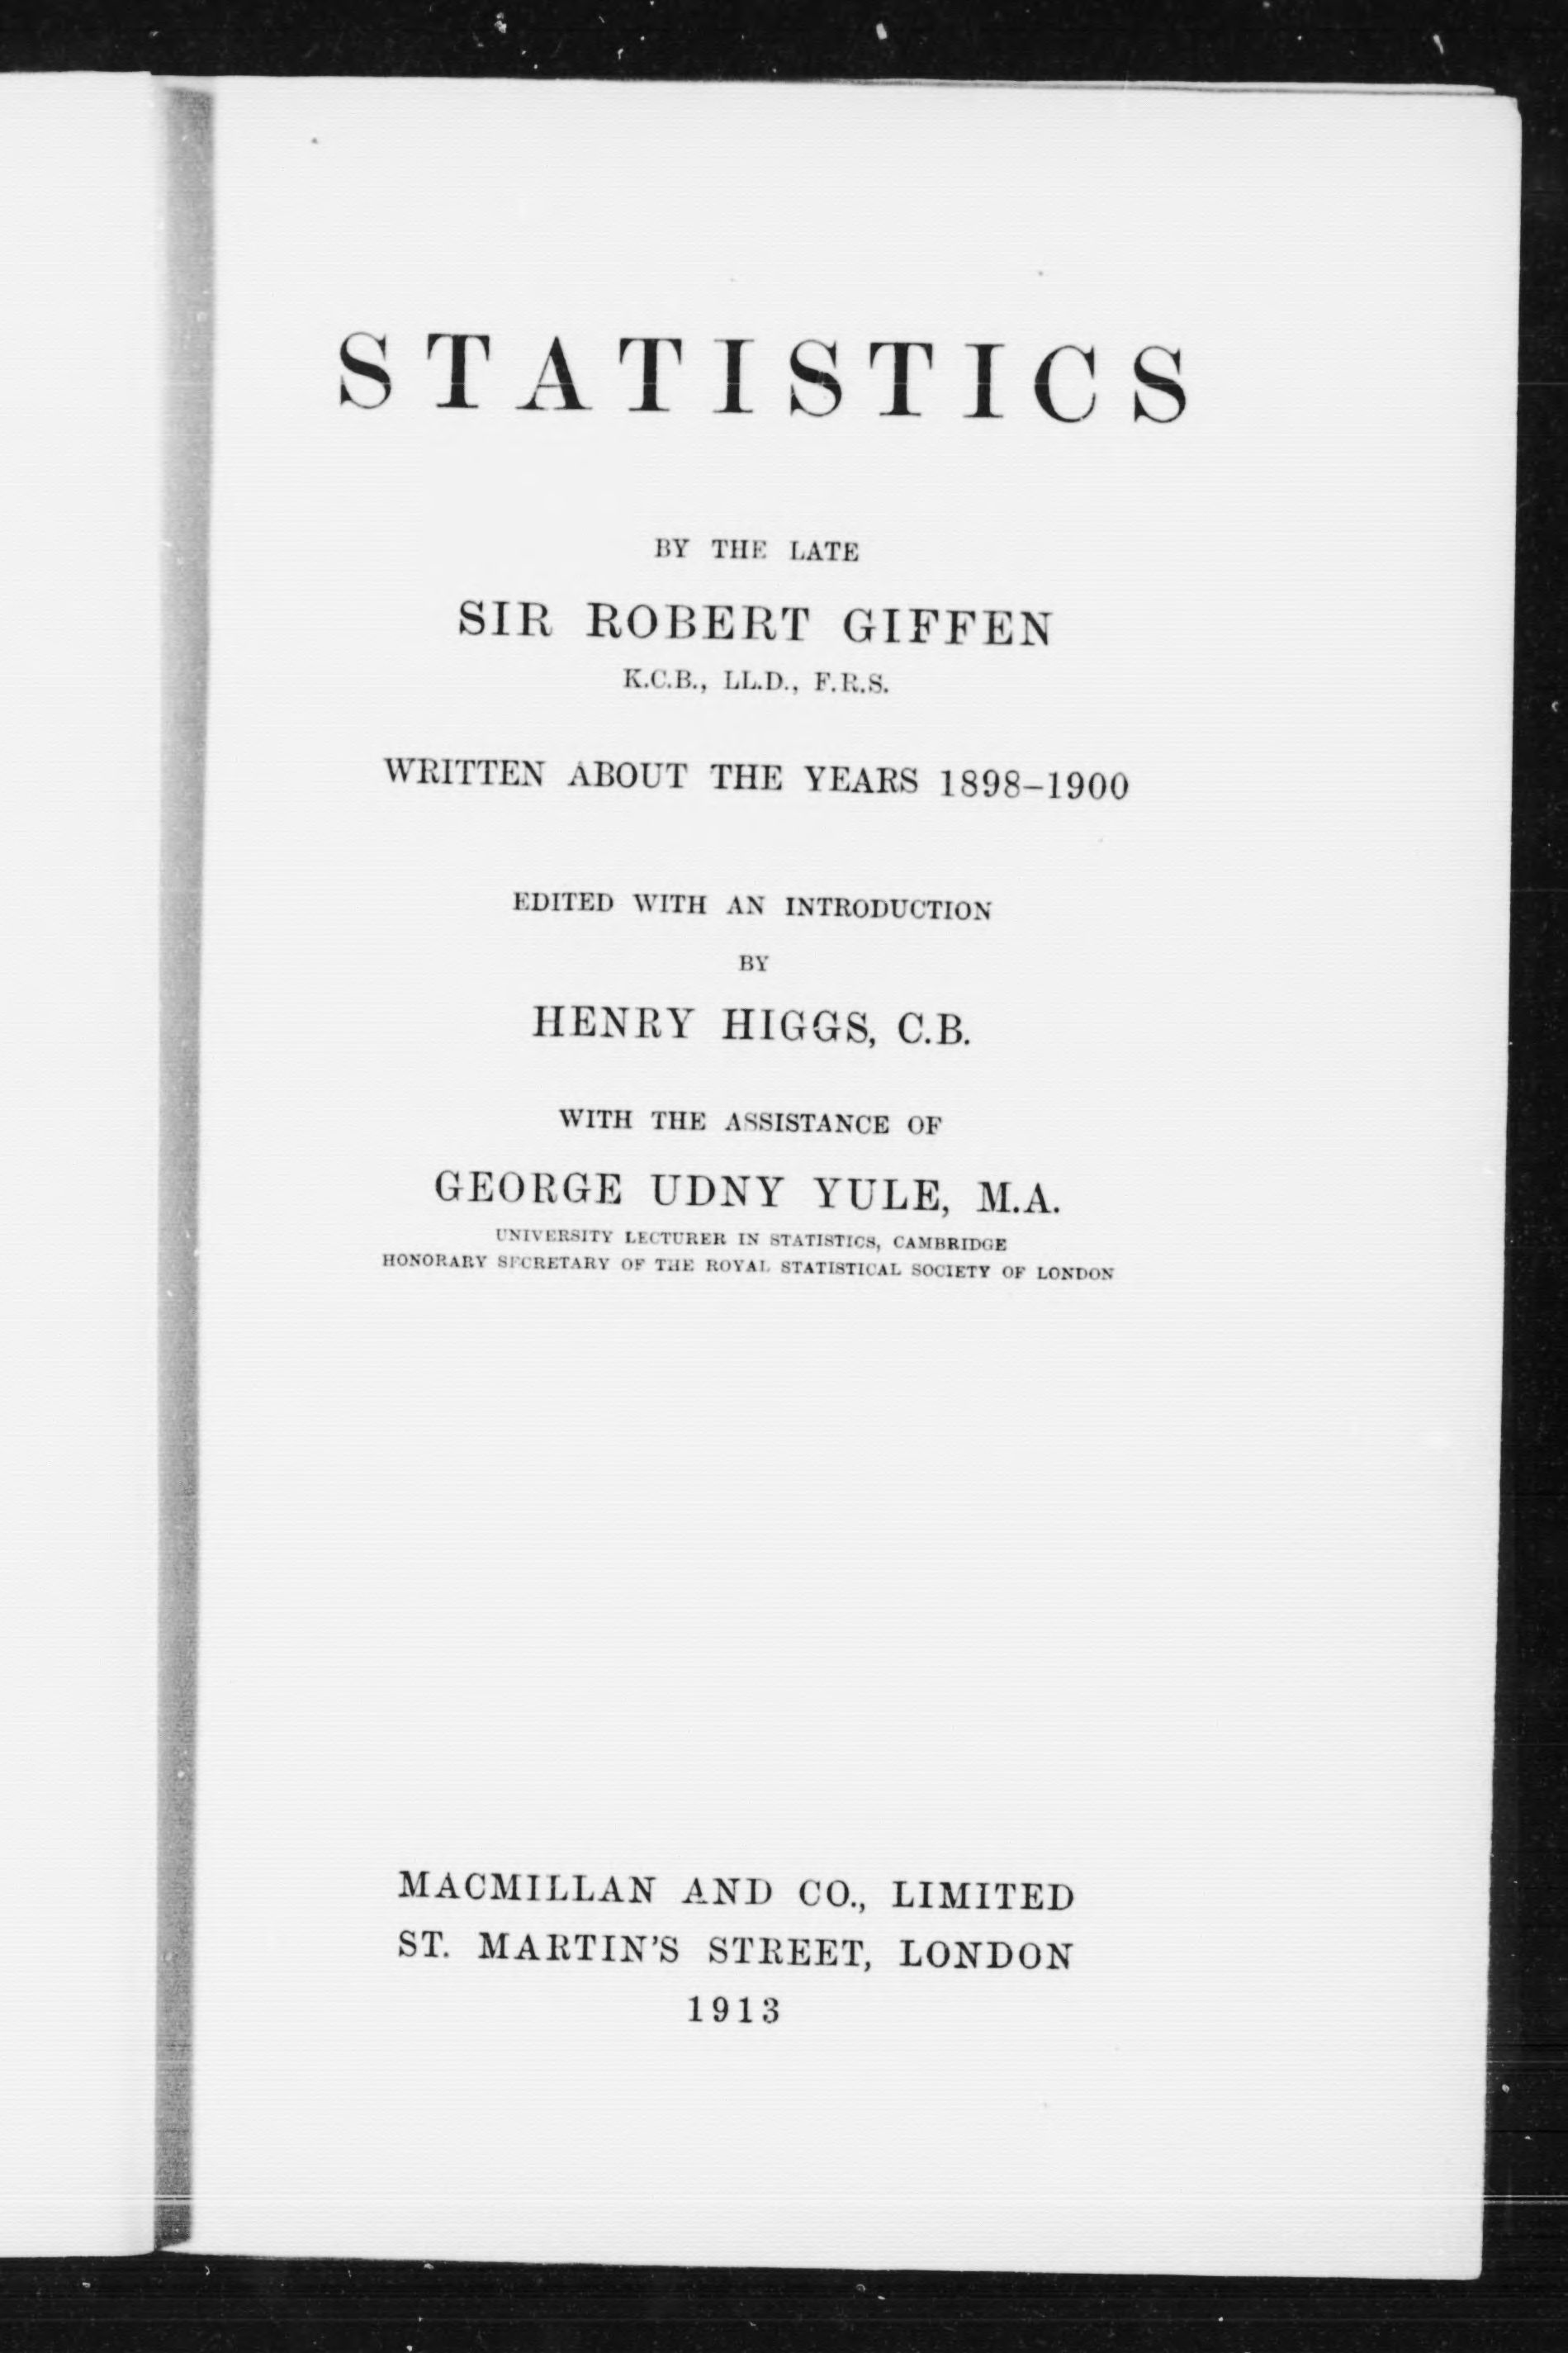 STATISTICS
BY THE LATE
SIR ROBERT GIFFEN
K.C.B., LL.D., F.R.S.
WRITTEN ABOUT THE YEARS 1898–1900
EDITED WITH AN INTRODUCTION
BY
HENRY HIGGS, C.B.
WITH THE ASSISTANCE OF
GEORGE UDNY YULE, M.A.
UNIVERSITY LECTURER IN STATISTICS, CAMBRIDGE
HONORARY SECRETARY OF THE ROYAL STATISTICAL SOCIETY OF LONDON
MACMILLAN AND CO., LIMITED
ST. MARTIN'S STREET, LONDON
1913